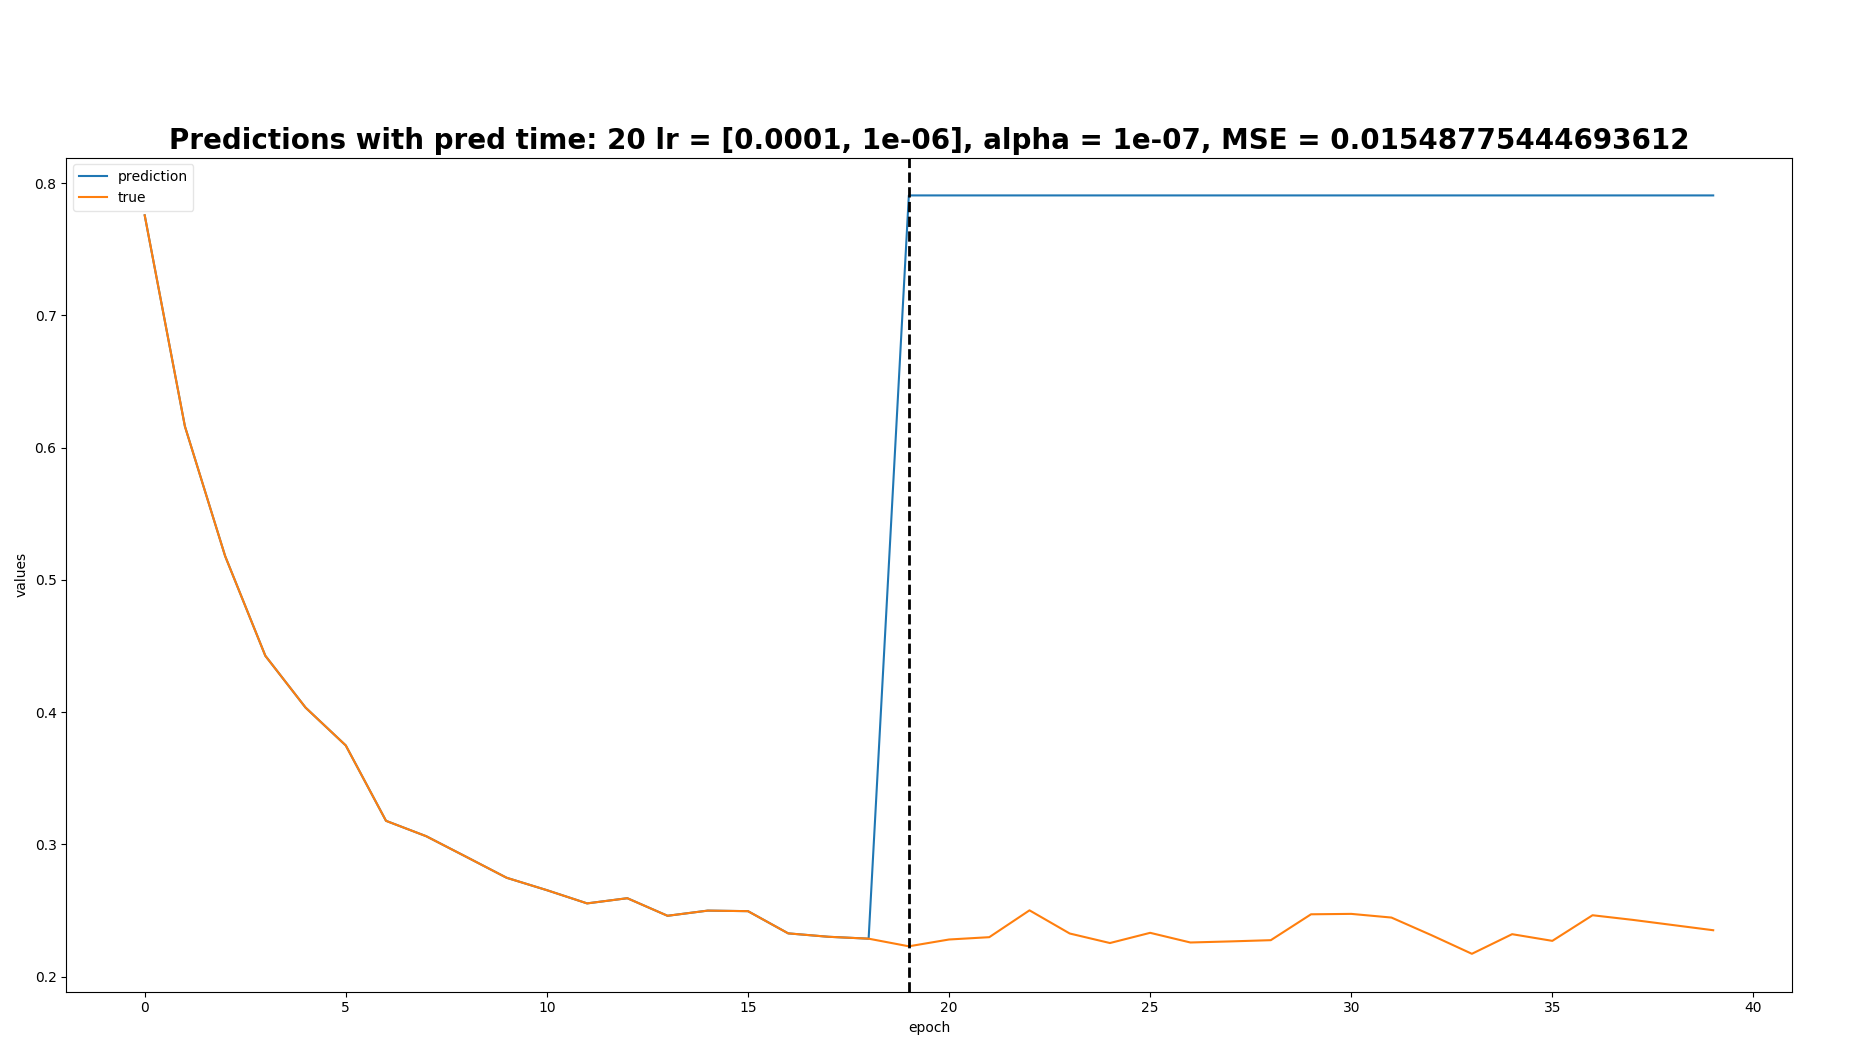 Predictions with pred time: 20 lr = [0.0001, 1e-06], alpha = 1e-07, MSE = 0.01548775444693612
prediction
true
0.8
0.7
0.6
0.5
0.4
0.3
0.2
values
0 5 10 15 20 25 30 35 40
epoch